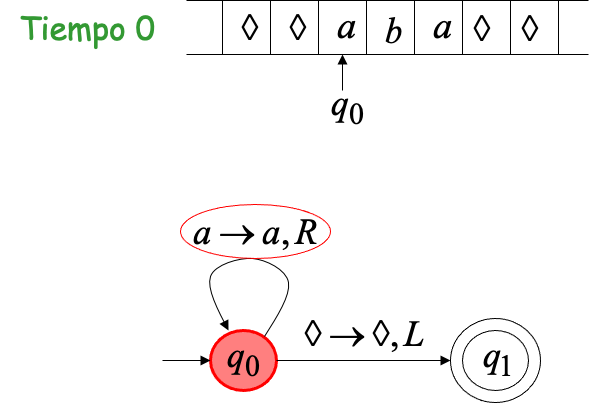 Tiempo 0
◊ ◊ a b a ◊ ◊
q₀
a → a, R
◊ → ◊, L
q₀
q₁